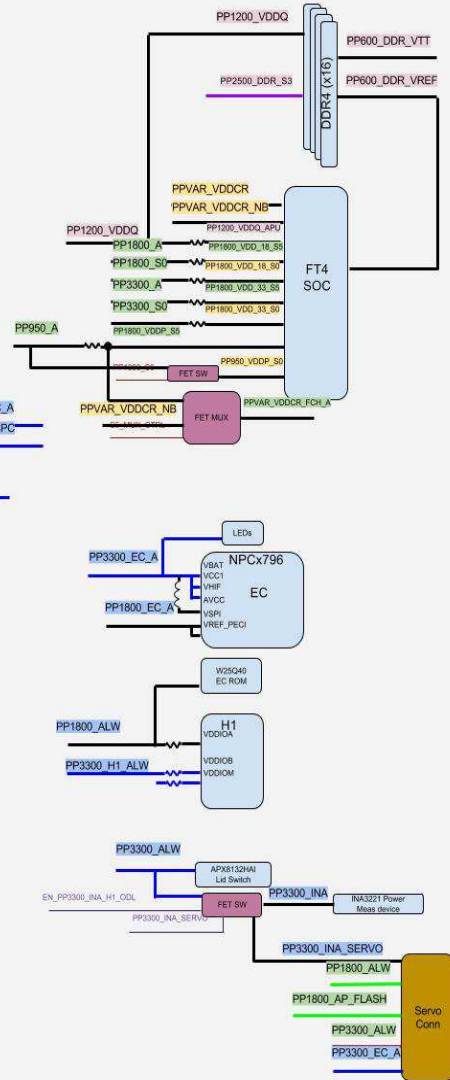 PP1200_VDDQ
PP600_DDR_VTT
PP2500_DDR_S3
PP600_DDR_VREF
DDR4 (x16)
PPVAR_VDDCR
PPVAR_VDDCR_NB
PP1200_VDDQ
PP1200_VDDQ_APU
PP1800_A
PP1800_VDD_18_S5
PP1800_S0
PP1800_VDD_18_S0
FT4
SOC
PP3300_A
PP1800_VDD_33_S5
PP3300_S0
PP1800_VDD_33_S0
PP950_A
PP1800_VDDP_S5
PP950_VDDP_S0
FET SW
PPVAR_VDDCR_NB
PPVAR_VDDCR_FCH_A
FET MUX
_A
PC
LEDs
PP3300_EC_A
NPCx796
EC
VBAT
VCC1
VHIF
AVCC
PP1800_EC_A
VSPI
VREF_PECI
W25Q40
EC ROM
PP1800_ALW
H1
VDDIOA
VDDIOB
PP3300_H1_ALW
VDDIOM
PP3300_ALW
APX8132HAI
Lid Switch
EN_PP3300_INA_H1_ODL
FET SW
PP3300_INA
INA3221 Power
Meas device
PP3300_INA_SERVO
PP3300_INA_SERVO
PP1800_ALW
PP1800_AP_FLASH
Servo
Conn
PP3300_ALW
PP3300_EC_A